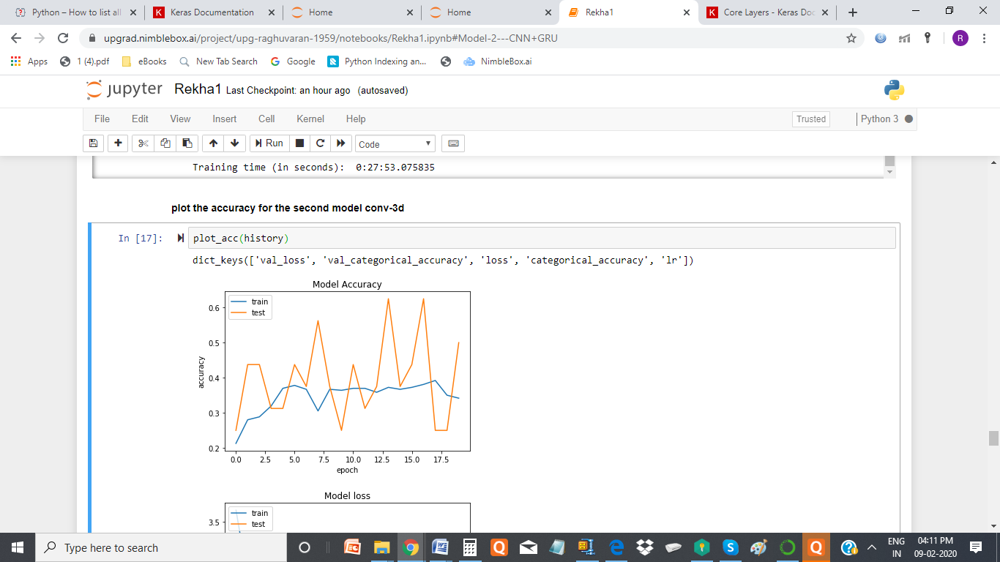 Python – How to list all
Keras Documentation
Home
Home
Rekha1
Core Layers - Keras Doc
upgrad.nimblebox.ai/project/upg-raghuvaran-1959/notebooks/Rekha1.ipynb#Model-2---CNN+GRU
R
Apps
1 (4).pdf
eBooks
New Tab Search
Google
Python Indexing an...
NimbleBox.ai
jupyter Rekha1 Last Checkpoint: an hour ago (autosaved)
File Edit View Insert Cell Kernel Help
Trusted
Python 3
Run
Code
Training time (in seconds): 0:27:53.075835
plot the accuracy for the second model conv-3d
In [17]: plot_acc(history)
dict_keys(['val_loss', 'val_categorical_accuracy', 'loss', 'categorical_accuracy', 'lr'])
Model Accuracy
train
test
0.6
0.5
0.4
0.3
0.2
accuracy
0.0 2.5 5.0 7.5 10.0 12.5 15.0 17.5
epoch
Model loss
train
test
3.5
Type here to search
ENG
IN
04:11 PM
09-02-2020